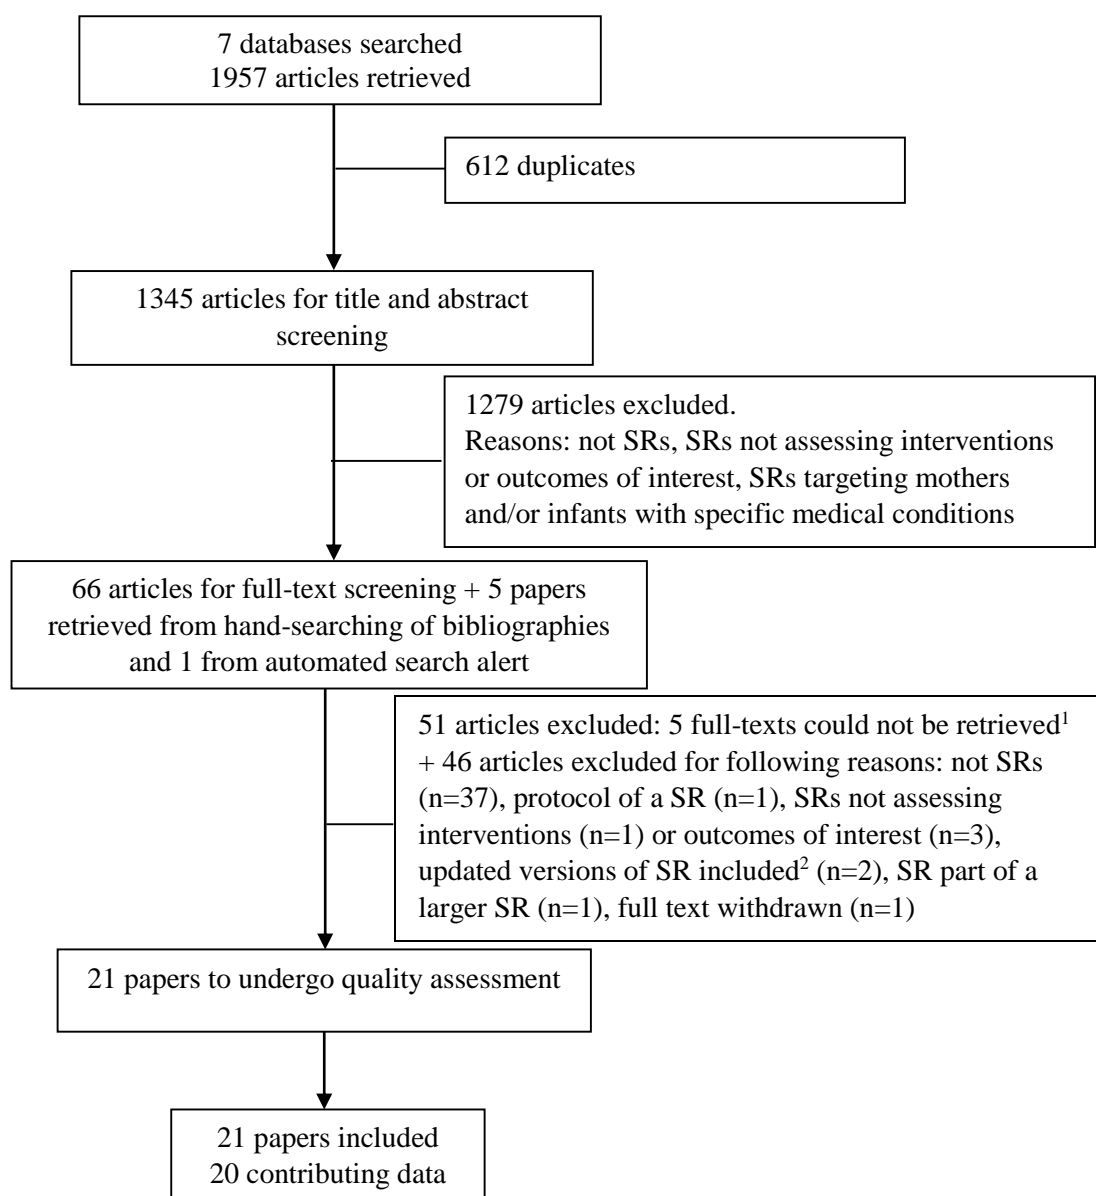 7 databases searched
1957 articles retrieved
612 duplicates
1345 articles for title and abstract
screening
1279 articles excluded.
Reasons: not SRs, SRs not assessing interventions
or outcomes of interest, SRs targeting mothers
and/or infants with specific medical conditions
66 articles for full-text screening + 5 papers
retrieved from hand-searching of bibliographies
and 1 from automated search alert
51 articles excluded: 5 full-texts could not be retrieved¹
+ 46 articles excluded for following reasons: not SRs
(n=37), protocol of a SR (n=1), SRs not assessing
interventions (n=1) or outcomes of interest (n=3),
updated versions of SR included² (n=2), SR part of a
larger SR (n=1), full text withdrawn (n=1)
21 papers to undergo quality assessment
21 papers included
20 contributing data